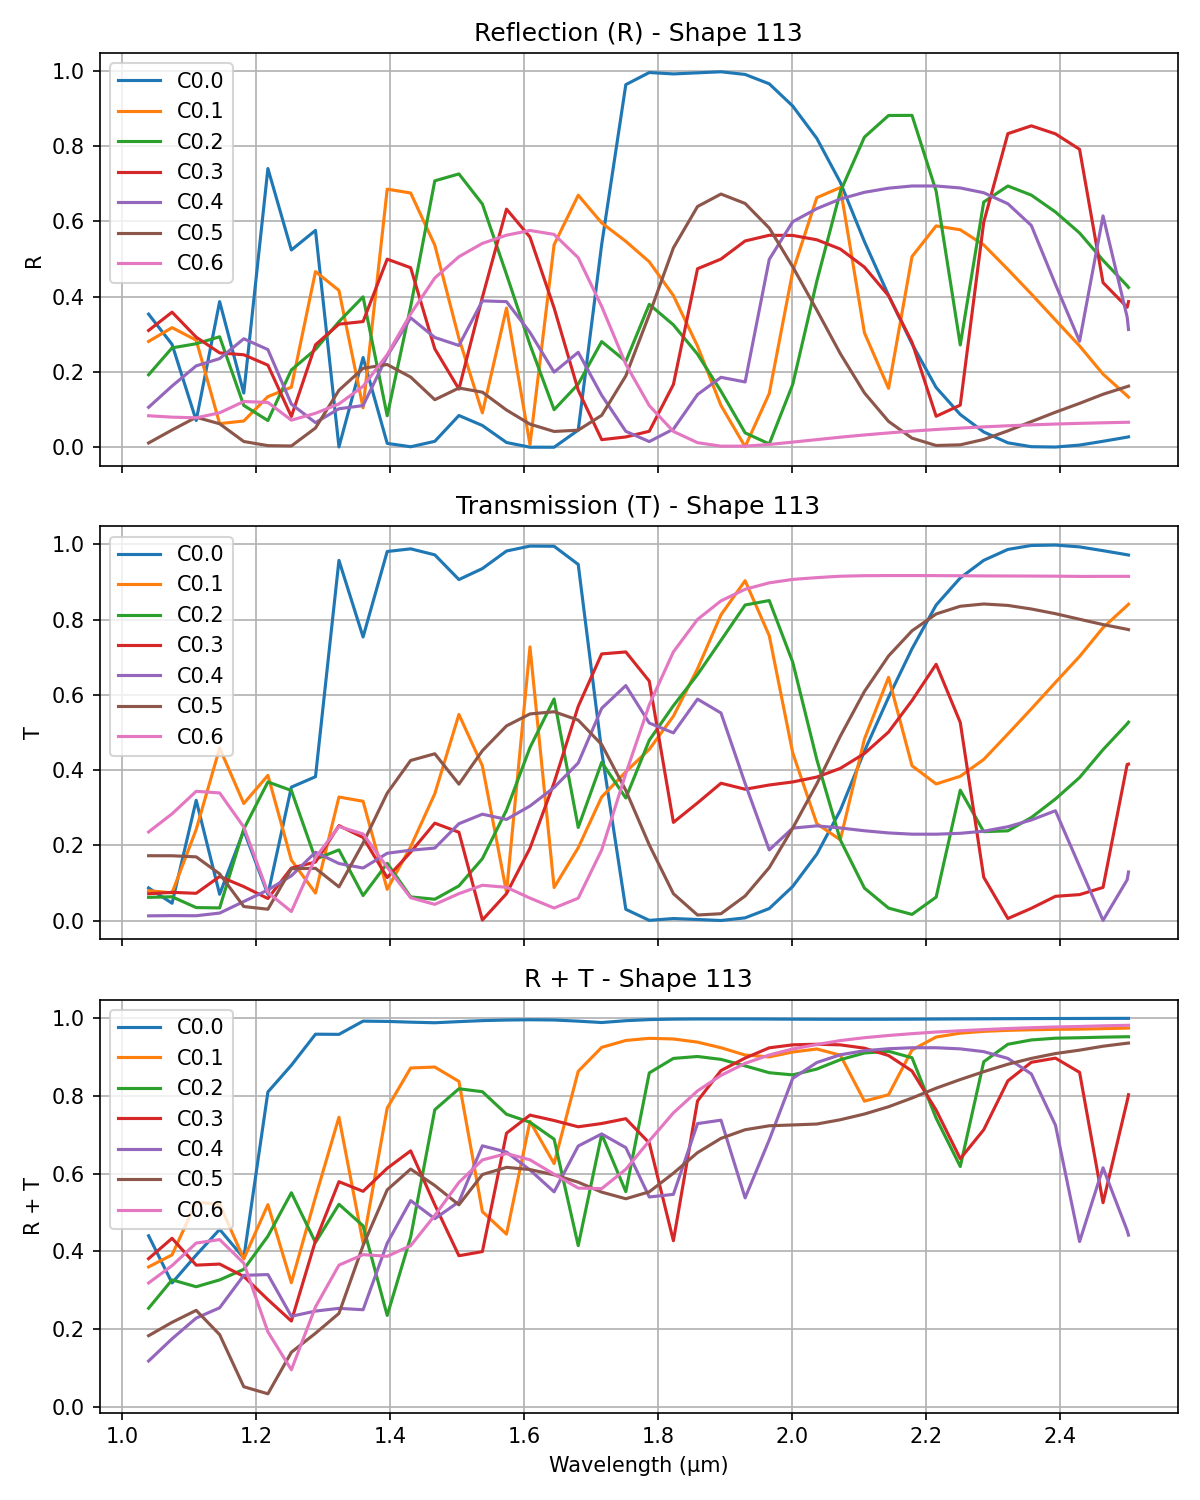 Reflection (R) - Shape 113
1.0
0.8
0.6
0.4
0.2
0.0
R
C0.0
C0.1
C0.2
C0.3
C0.4
C0.5
C0.6
Transmission (T) - Shape 113
1.0
0.8
0.6
0.4
0.2
0.0
T
C0.0
C0.1
C0.2
C0.3
C0.4
C0.5
C0.6
R + T - Shape 113
1.0
0.8
0.6
0.4
0.2
0.0
R + T
C0.0
C0.1
C0.2
C0.3
C0.4
C0.5
C0.6
1.0 1.2 1.4 1.6 1.8 2.0 2.2 2.4
Wavelength (μm)